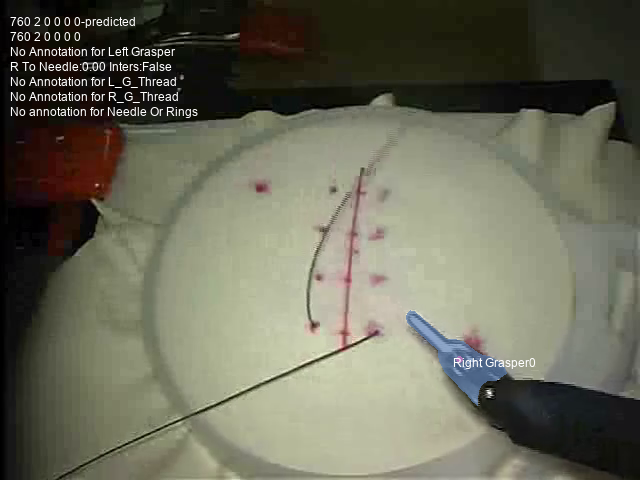 760 2 0 0 0 0-predicted
760 2 0 0 0 0
No Annotation for Left Grasper
R To Needle:0.00 Inters:False
No Annotation for L_G_Thread
No Annotation for R_G_Thread
No annotation for Needle Or Rings
Right Grasper0